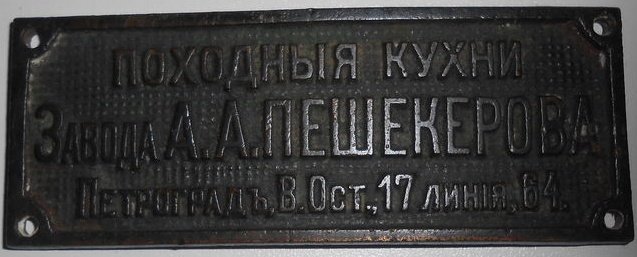 ПОХОДНЫЯ КУХНИ
ЗАВОДА А.А.ПЕШЕКЕРОВА
ПЕТРОГРАДЪ, В.ОСТ., 17 ЛИНІЯ, 64.